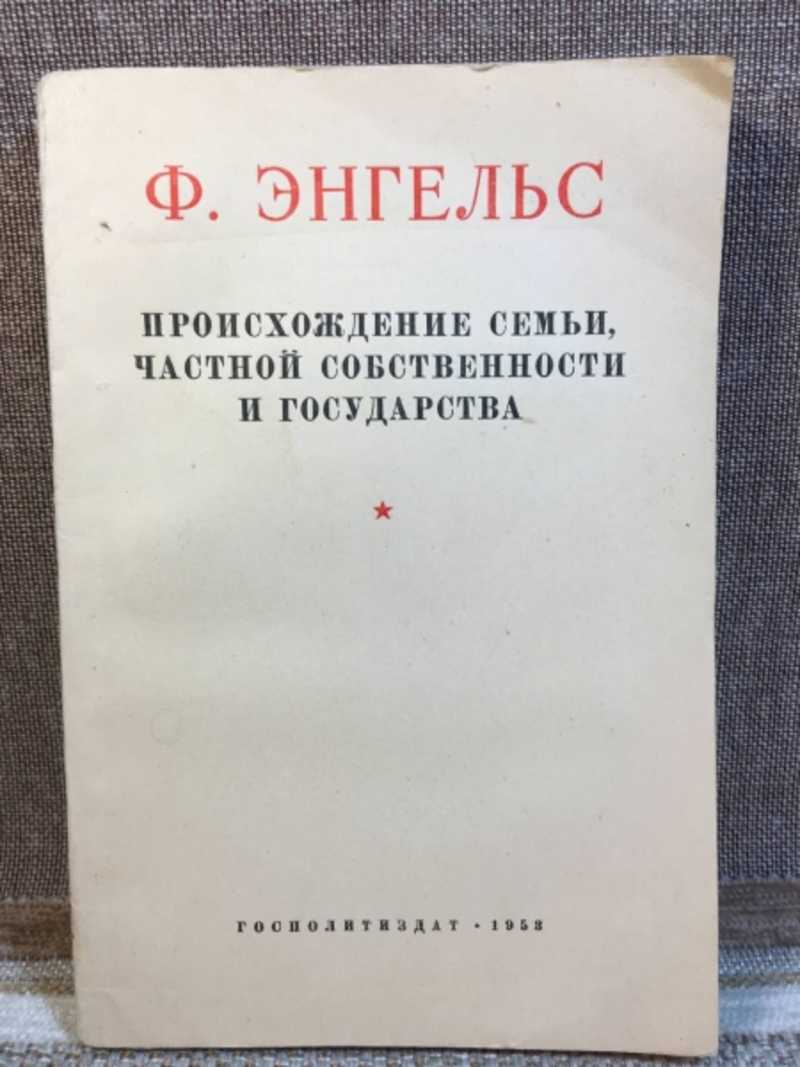 Ф. ЭНГЕЛЬС
ПРОИСХОЖДЕНИЕ СЕМЬИ,
ЧАСТНОЙ СОБСТВЕННОСТИ
И ГОСУДАРСТВА
ГОСПОЛИТИЗДАТ • 1953